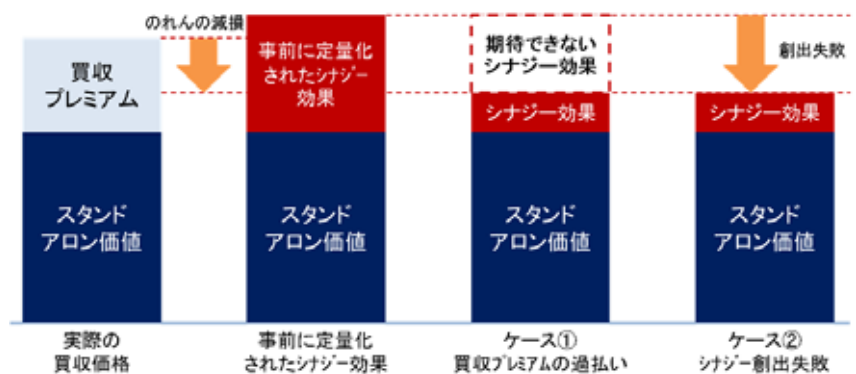 のれんの減損
買収
プレミアム
スタンド
アロン価値
実際の
買収価格
事前に定量化
されたシナジー
効果
スタンド
アロン価値
事前に定量化
されたシナジー効果
期待できない
シナジー効果
シナジー効果
スタンド
アロン価値
ケース①
買収プレミアムの過払い
創出失敗
シナジー効果
スタンド
アロン価値
ケース②
シナジー創出失敗